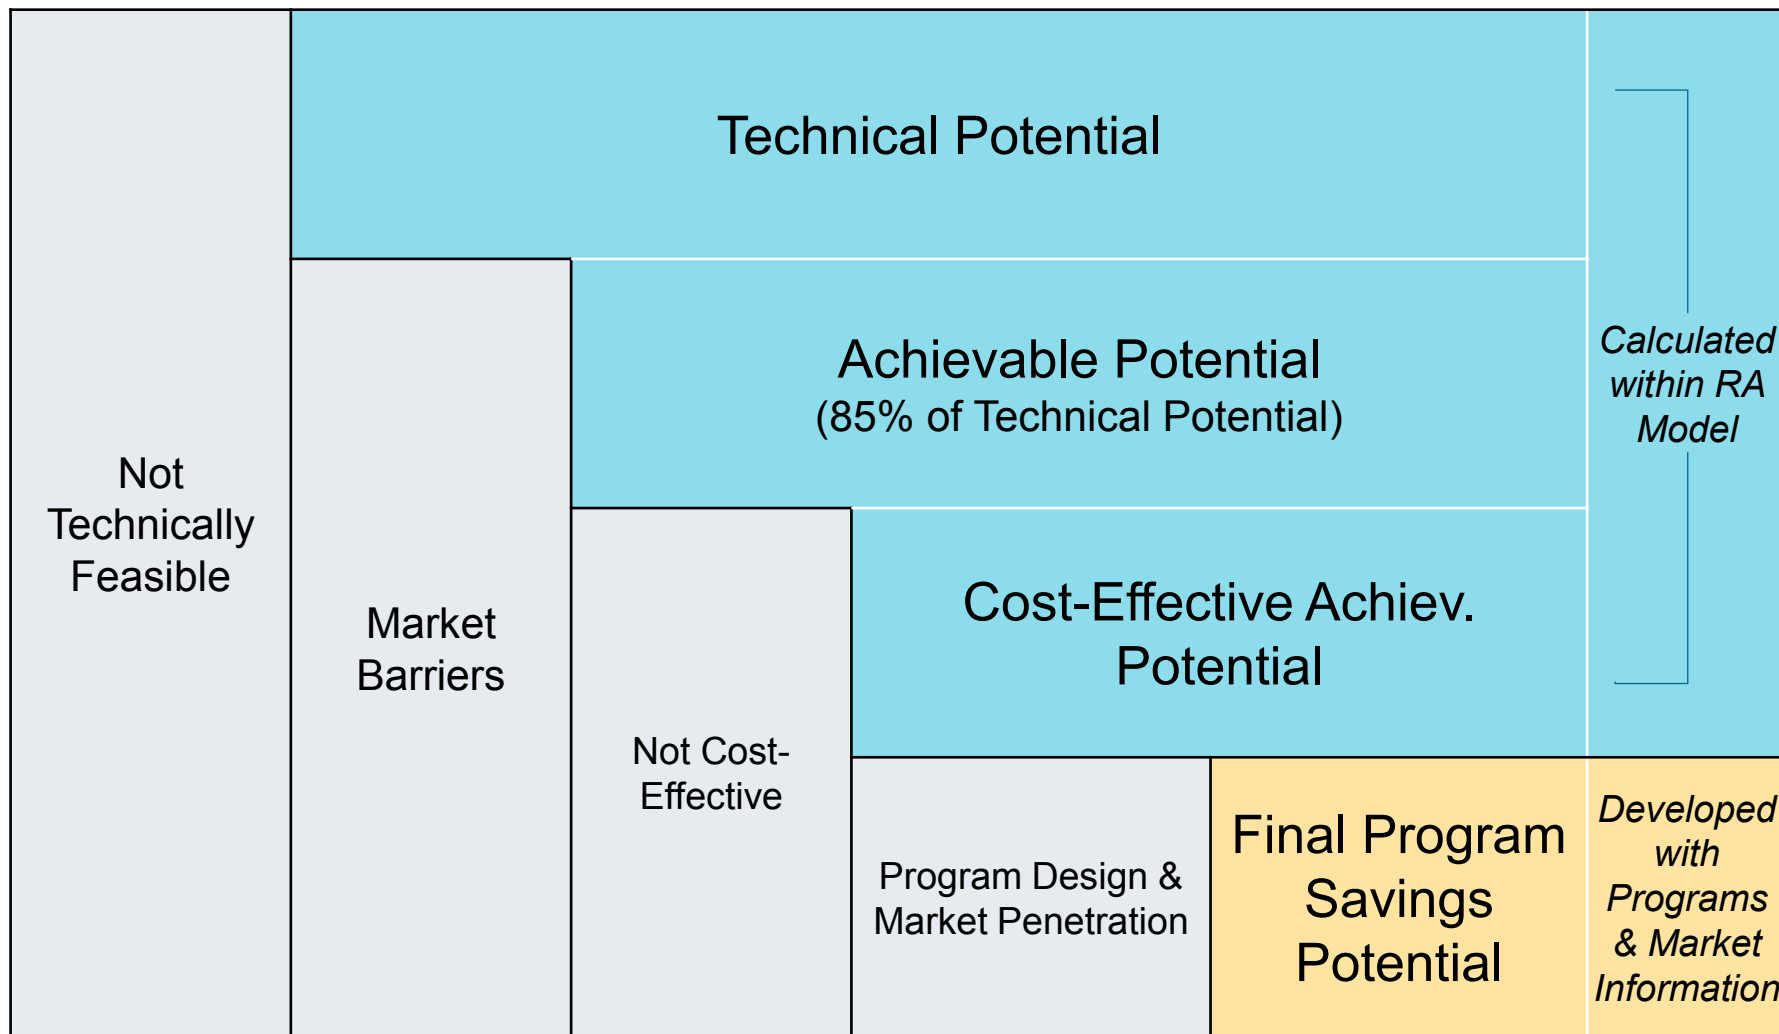 Technical Potential
Achievable Potential
(85% of Technical Potential)
Calculated
within RA
Model
Not
Technically
Feasible
Market
Barriers
Cost-Effective Achiev.
Potential
Not Cost-
Effective
Program Design &
Market Penetration
Final Program
Savings
Potential
Developed
with
Programs
& Market
Information